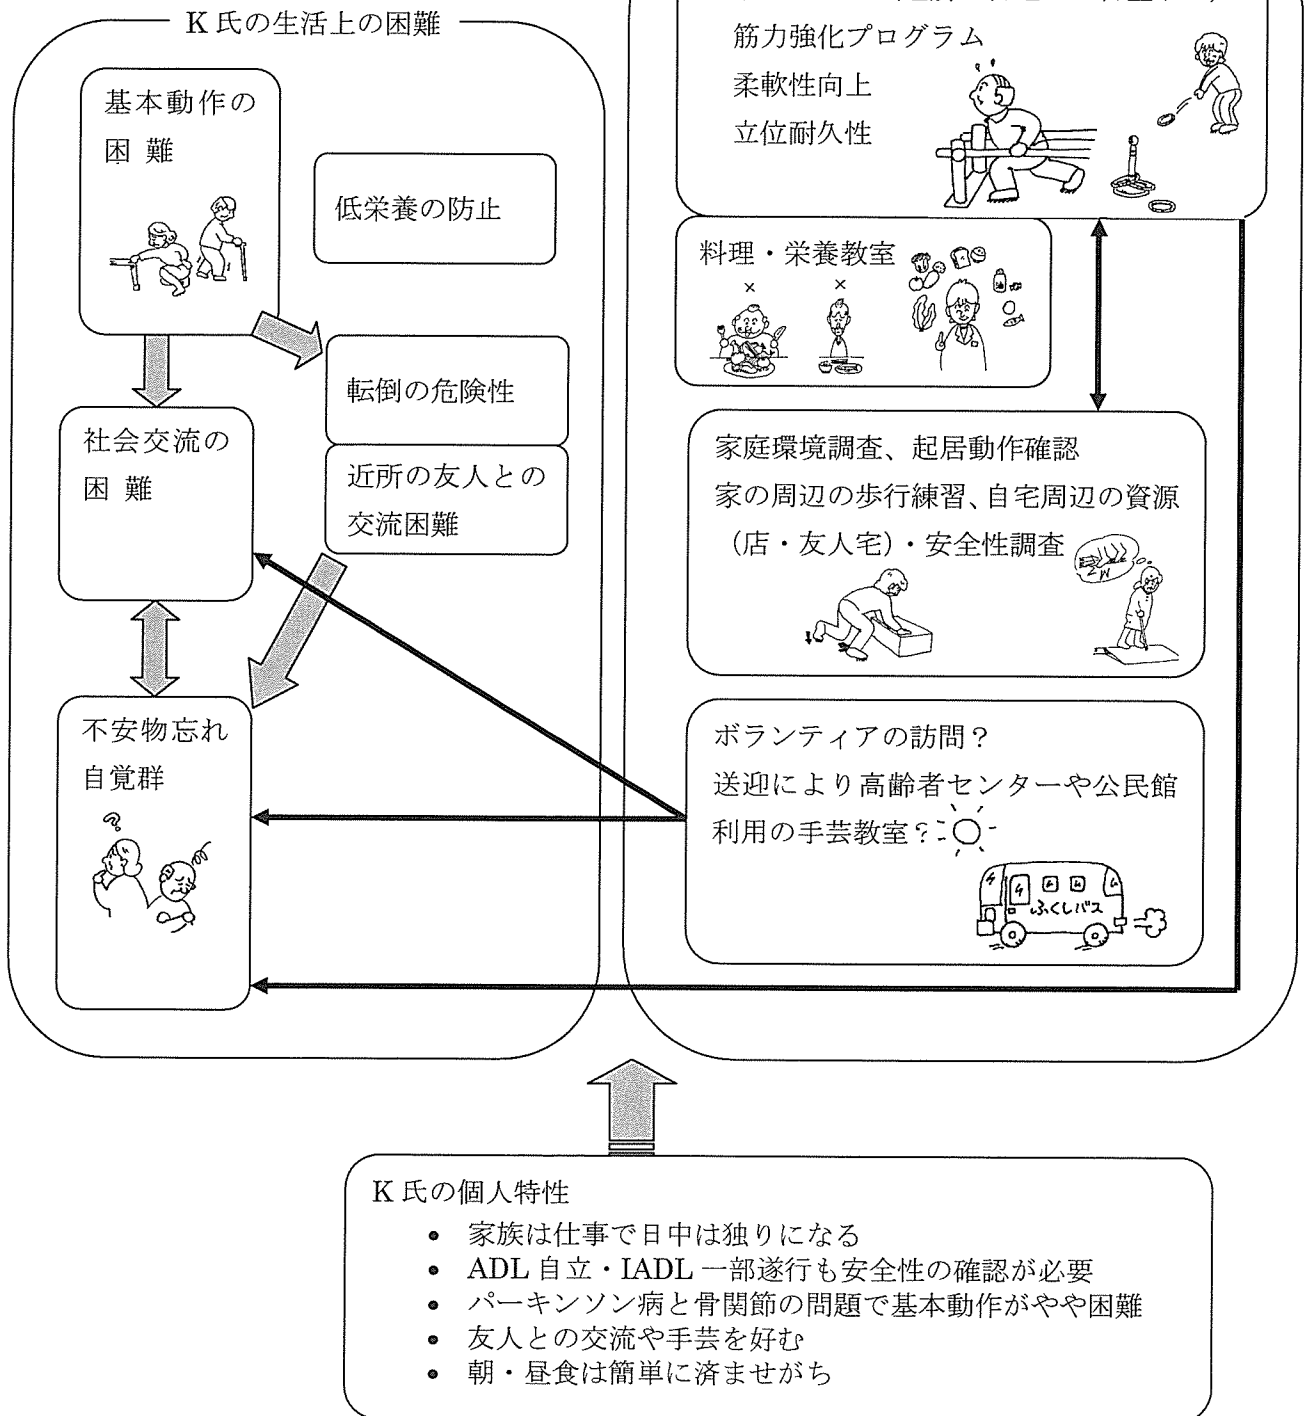 K 氏の生活上の困難
基本動作の
困 難
低栄養の防止
転倒の危険性
社会交流の
困 難
近所の友人との
交流困難
不安物忘れ
自覚群
筋力強化プログラム
柔軟性向上
立位耐久性
料理・栄養教室
家庭環境調査、起居動作確認
家の周辺の歩行練習、自宅周辺の資源
（店・友人宅）・安全性調査
ボランティアの訪問？
送迎により高齢者センターや公民館
利用の手芸教室？
ふくしバス
K 氏の個人特性
• 家族は仕事で日中は独りになる
• ADL 自立・IADL 一部遂行も安全性の確認が必要
• パーキンソン病と骨関節の問題で基本動作がやや困難
• 友人との交流や手芸を好む
• 朝・昼食は簡単に済ませがち